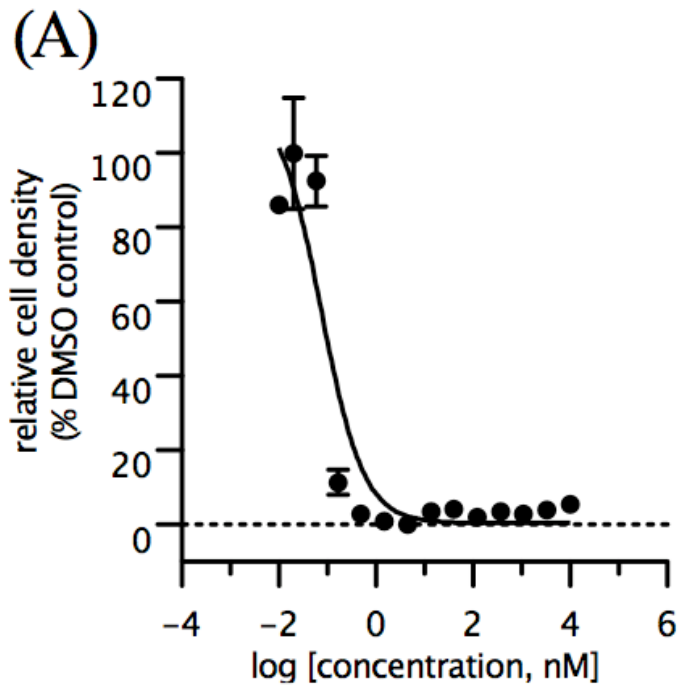 (A)
120
100
80
60
40
20
0
relative cell density
(% DMSO control)
−4 −2 0 2 4 6
log [concentration, nM]